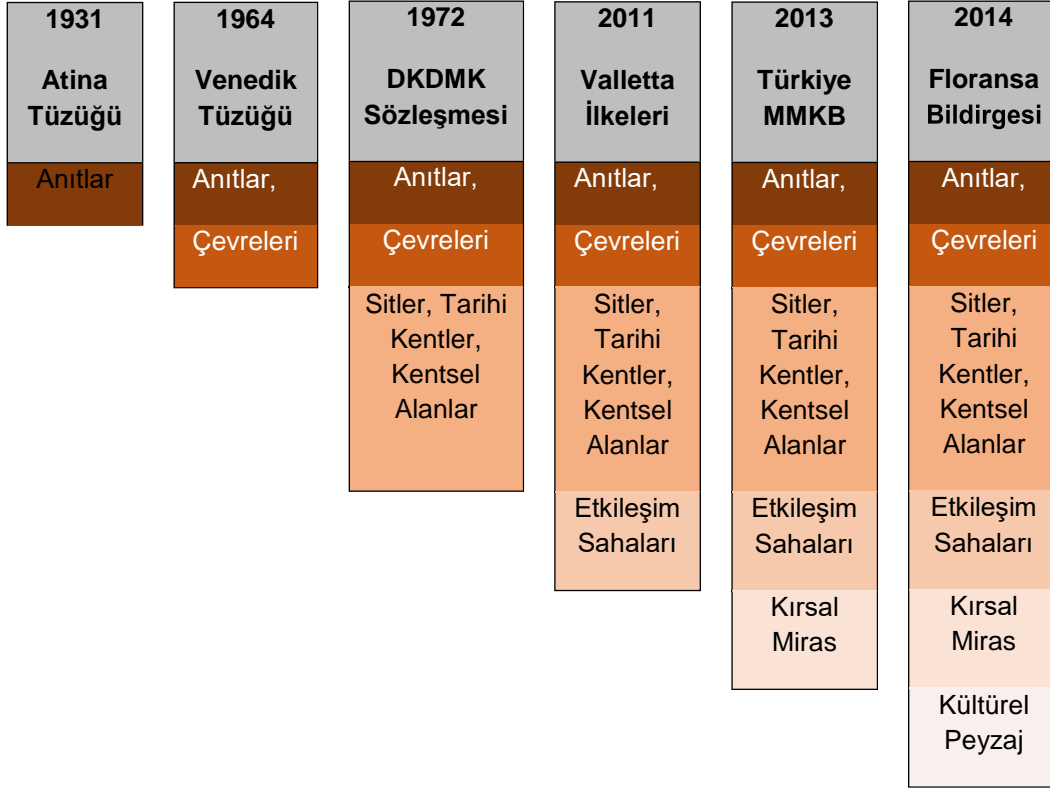 1931
Atina
Tüzüğü
Anıtlar
1964
Venedik
Tüzüğü
Anıtlar,
Çevreleri
1972
DKDMK
Sözleşmesi
Anıtlar,
Çevreleri
Sitler, Tarihi
Kentler,
Kentsel
Alanlar
2011
Valletta
İlkeleri
Anıtlar,
Çevreleri
Sitler,
Tarihi
Kentler,
Kentsel
Alanlar
Etkileşim
Sahaları
2013
Türkiye
MMKB
Anıtlar,
Çevreleri
Sitler,
Tarihi
Kentler,
Kentsel
Alanlar
Etkileşim
Sahaları
Kırsal
Miras
2014
Floransa
Bildirgesi
Anıtlar,
Çevreleri
Sitler,
Tarihi
Kentler,
Kentsel
Alanlar
Etkileşim
Sahaları
Kırsal
Miras
Kültürel
Peyzaj